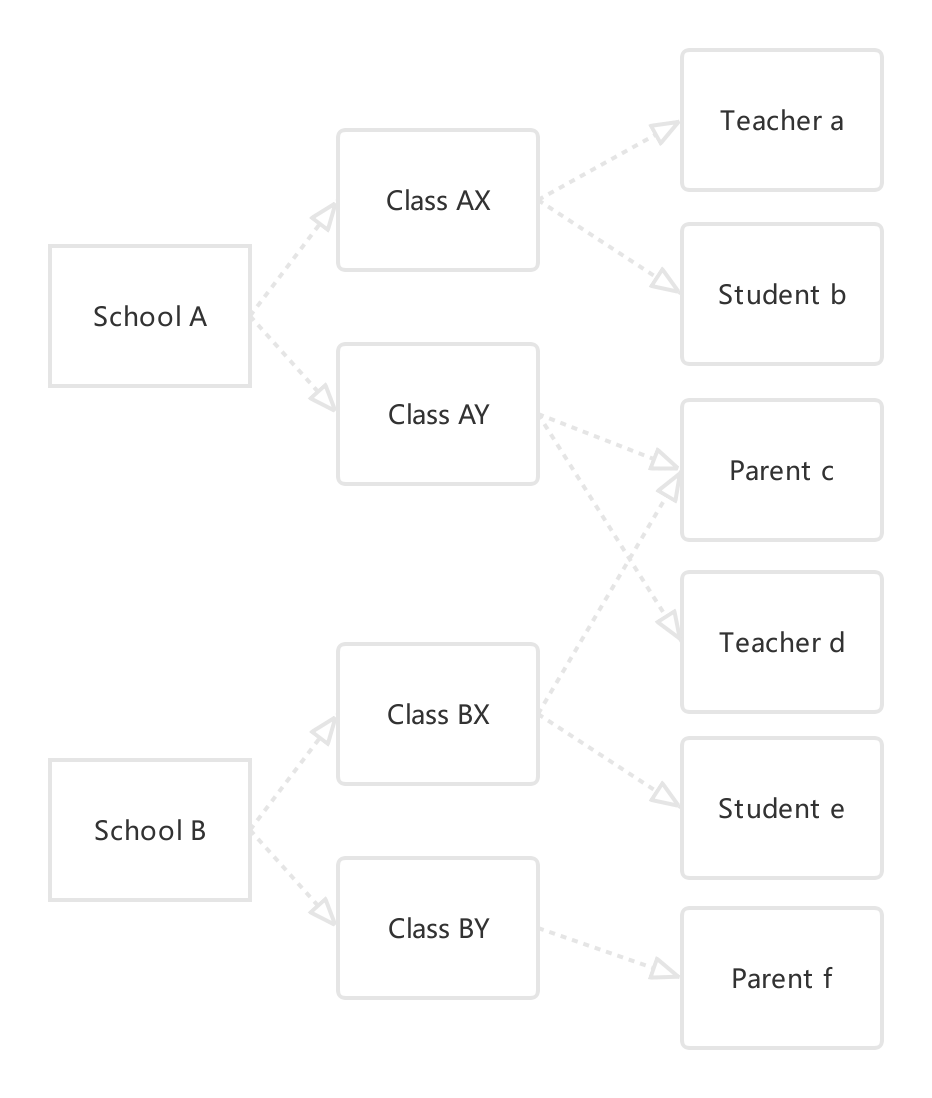 Teacher a
Class AX
Student b
School A
Class AY
Parent c
Teacher d
Class BX
Student e
School B
Class BY
Parent f